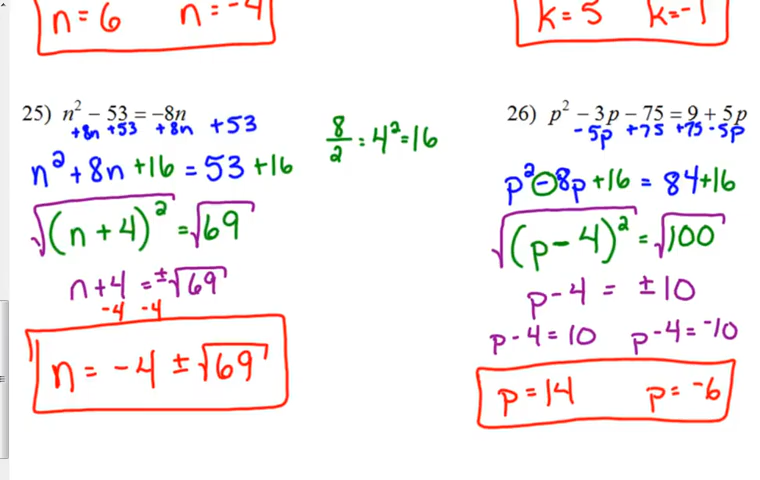 n = 6 n = -4
k = 5 k = -1
25) n² − 53 = −8n
+8n +53 +8n +53
n² + 8n + 16 = 53 + 16
√(n + 4)² = √69
n + 4 = ±√69
-4 -4
n = -4 ± √69
8/2 = 4² = 16
26) p² − 3p − 75 = 9 + 5p
-5p +75 +75 -5p
p² - 8p + 16 = 84 + 16
√(p - 4)² = √100
p - 4 = ±10
p - 4 = 10 p - 4 = -10
p = 14 p = -6